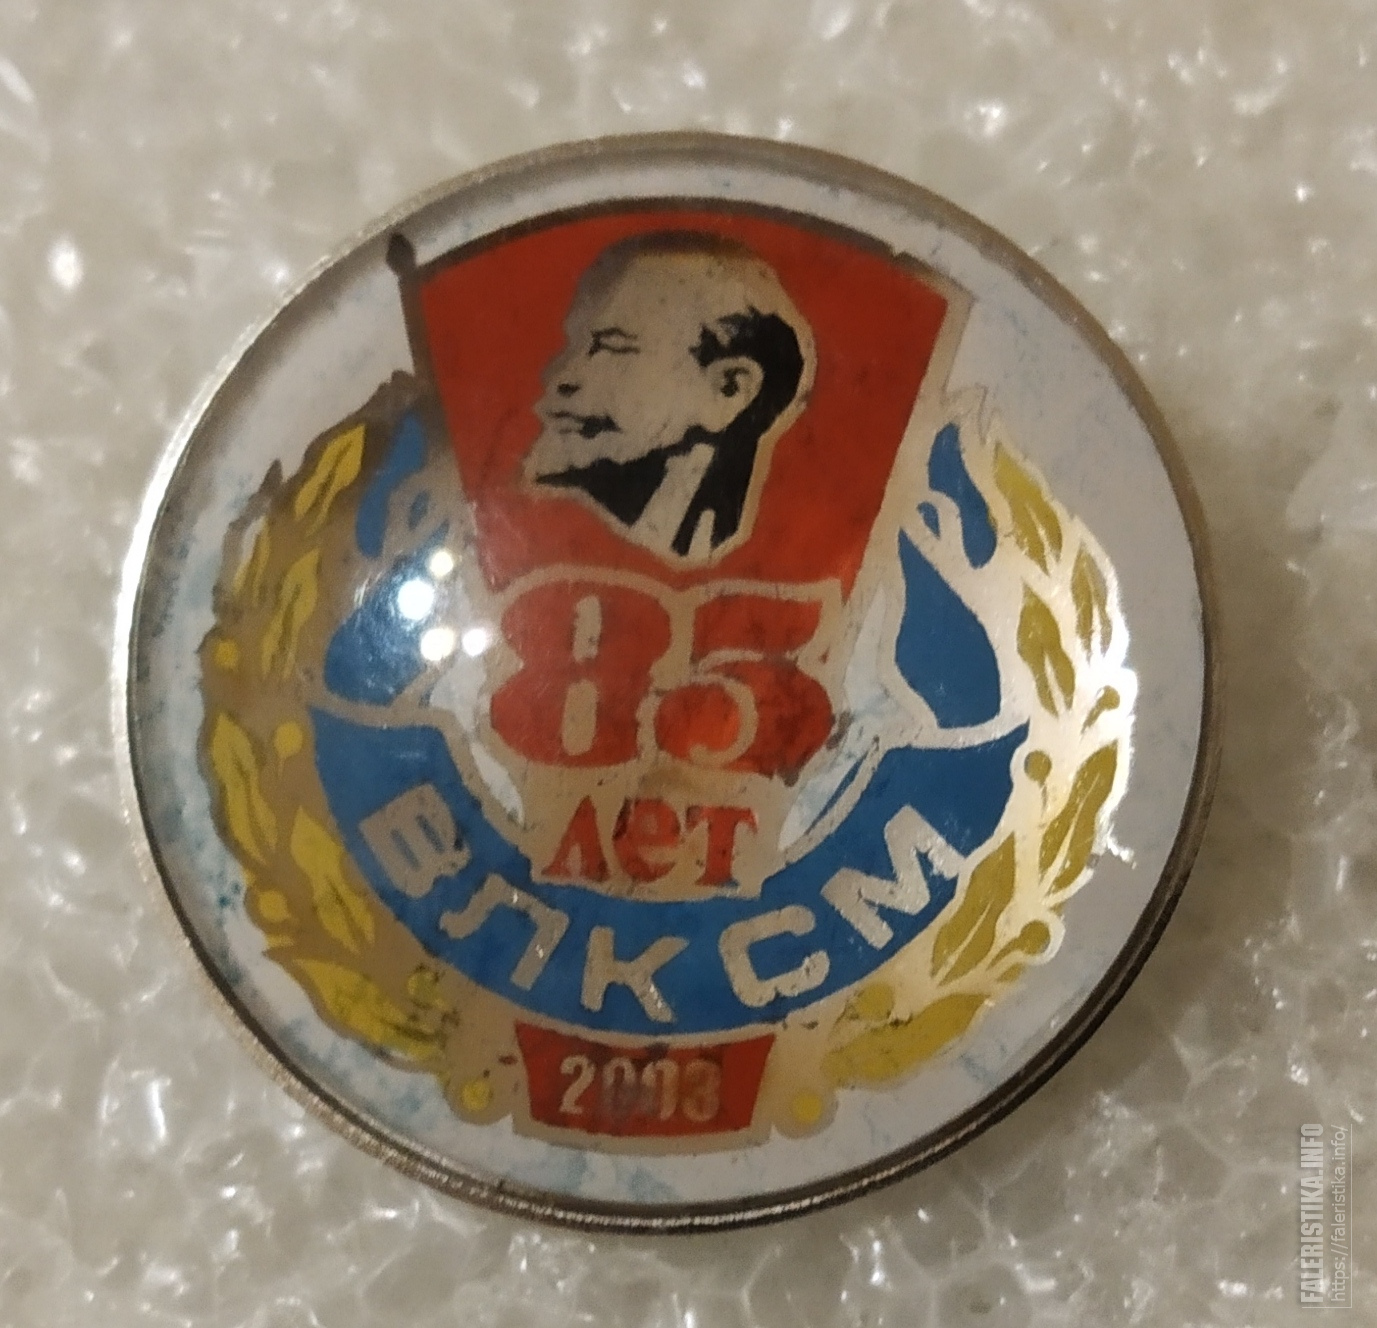 85
лет
ВЛКСМ
2003
FALERISTIKA.INFO
https://faleristika.info/